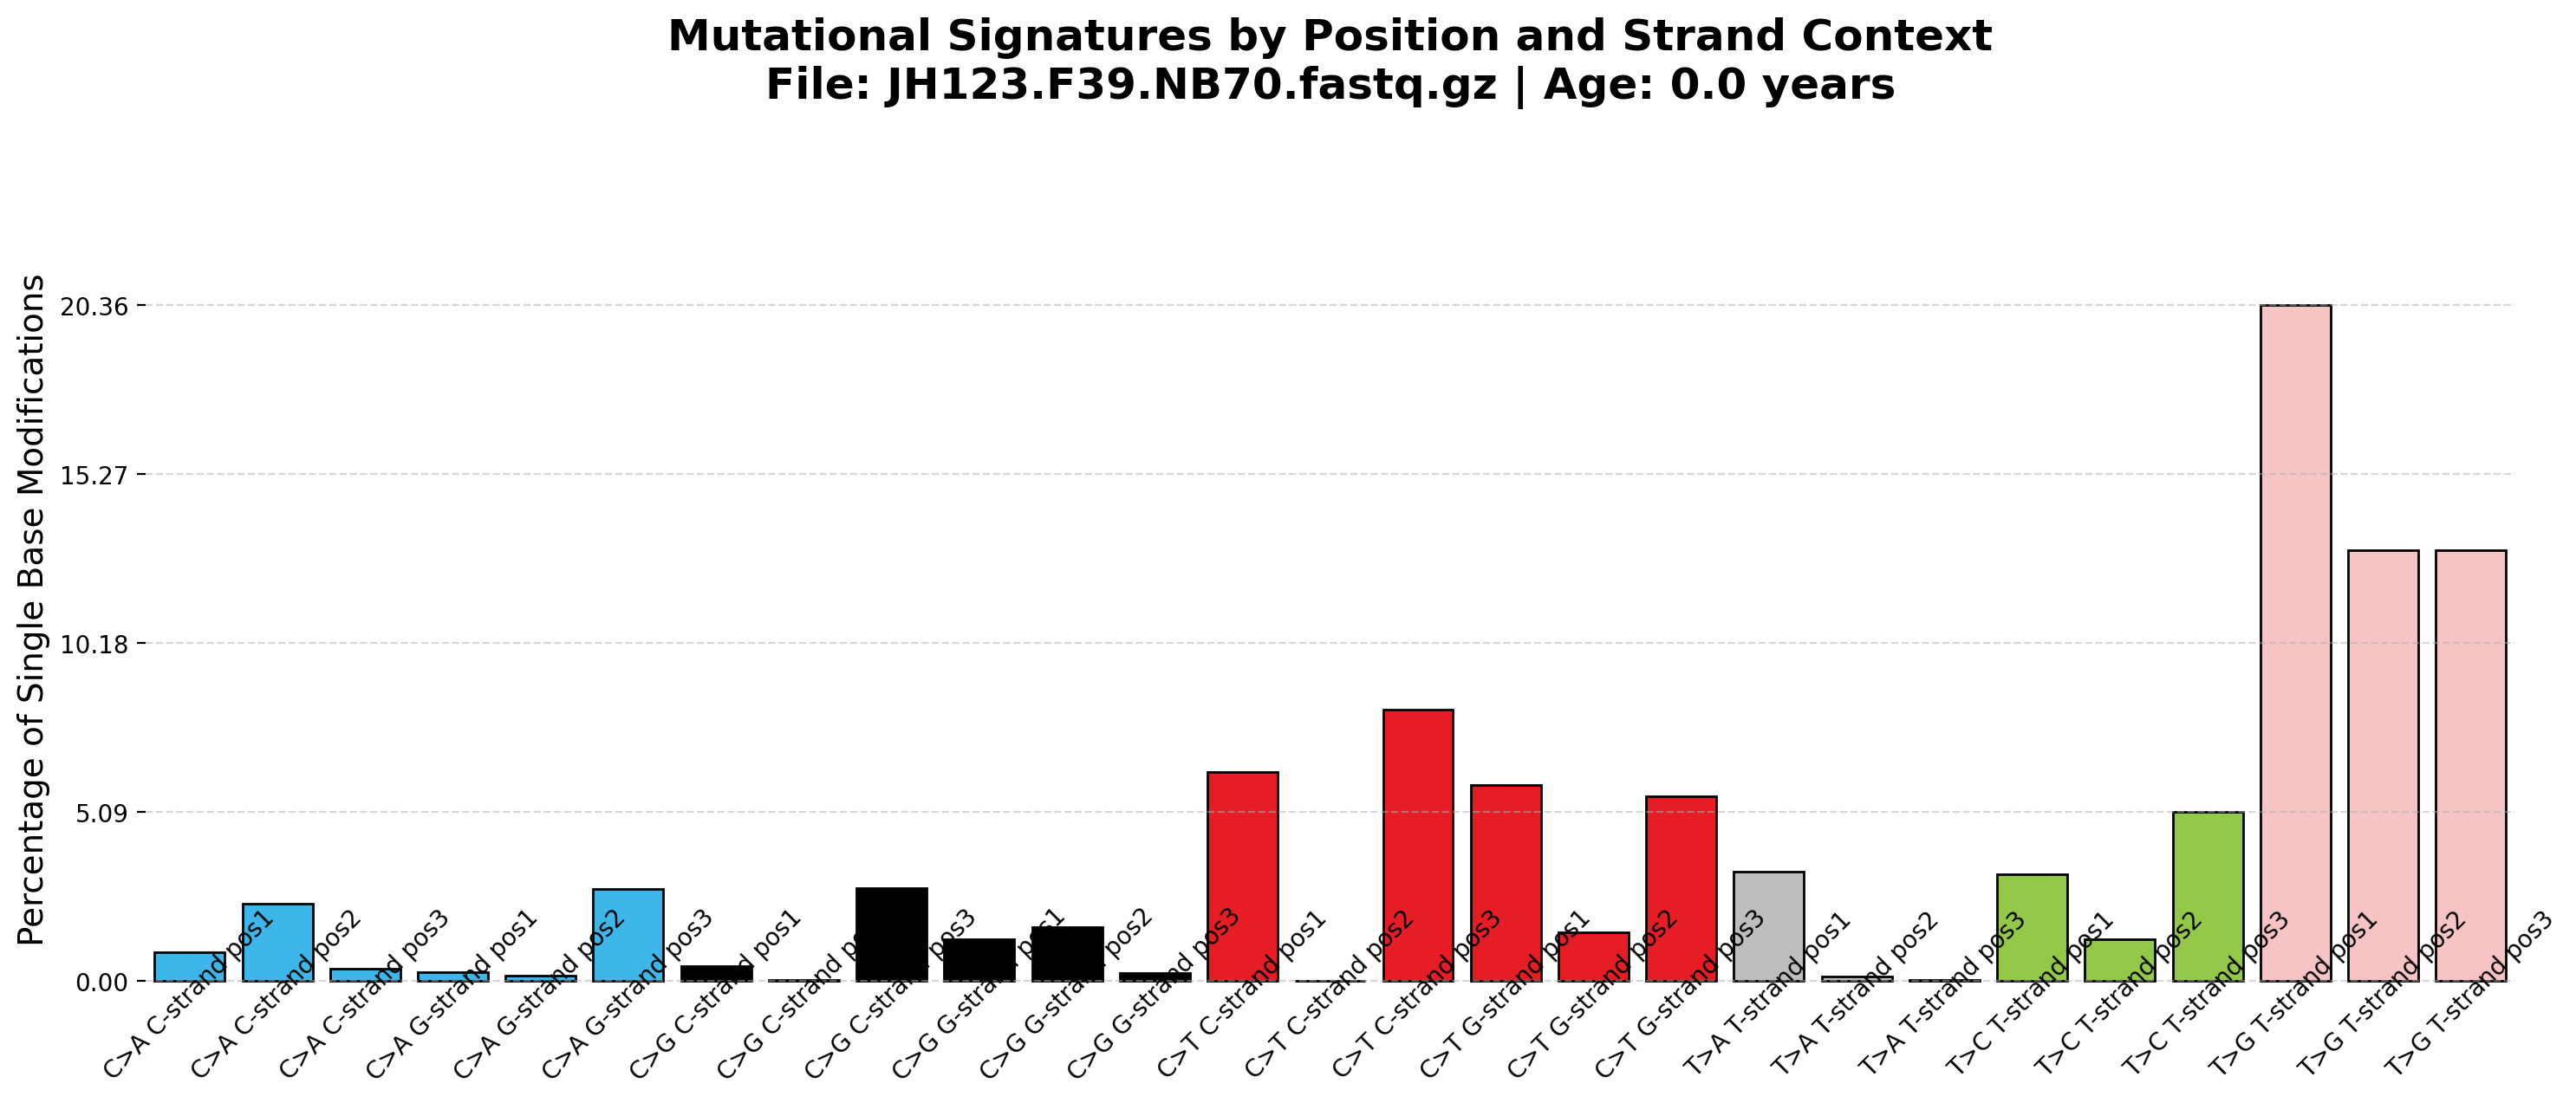 Mutational Signatures by Position and Strand Context
File: JH123.F39.NB70.fastq.gz | Age: 0.0 years
Percentage of Single Base Modifications
20.36
15.27
10.18
5.09
0.00
C>A C-strand pos1
C>A C-strand pos2
C>A C-strand pos3
C>A G-strand pos1
C>A G-strand pos2
C>A G-strand pos3
C>G C-strand pos1
C>G C-strand pos2
C>G C-strand pos3
C>G G-strand pos1
C>G G-strand pos2
C>G G-strand pos3
C>T C-strand pos1
C>T C-strand pos2
C>T C-strand pos3
C>T G-strand pos1
C>T G-strand pos2
C>T G-strand pos3
T>A T-strand pos1
T>A T-strand pos2
T>A T-strand pos3
T>C T-strand pos1
T>C T-strand pos2
T>C T-strand pos3
T>G T-strand pos1
T>G T-strand pos2
T>G T-strand pos3